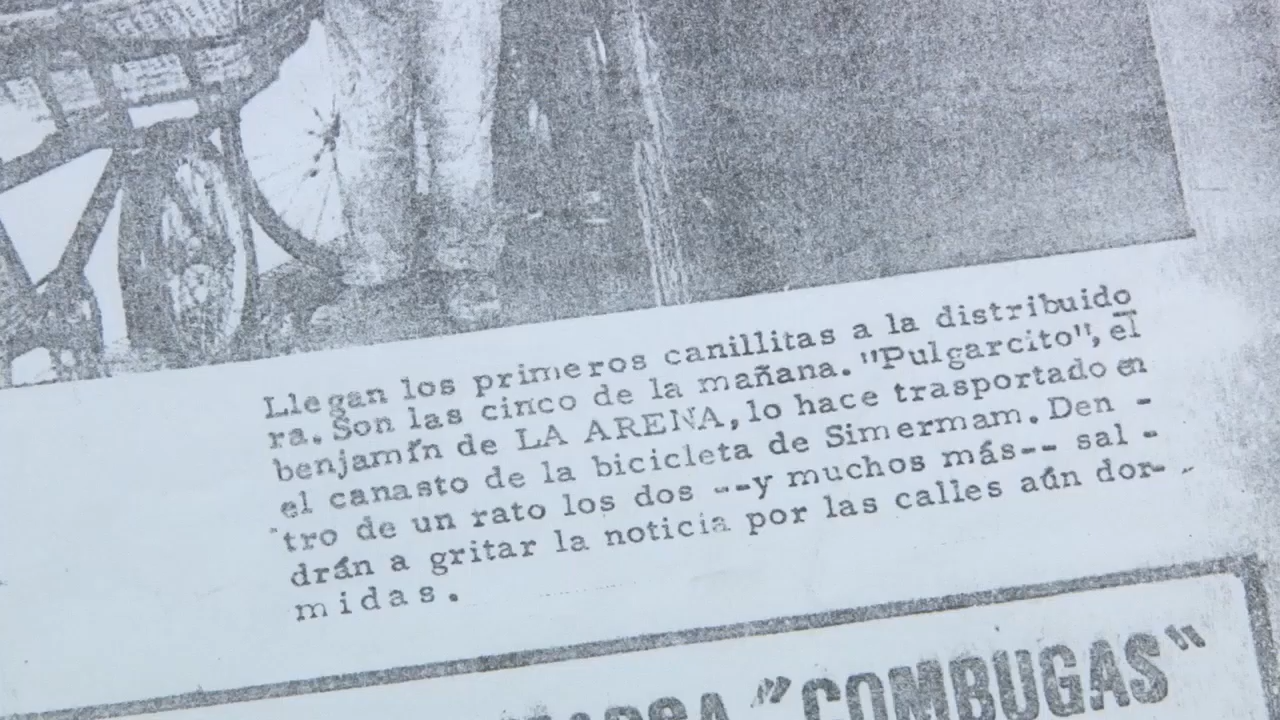 Llegan los primeros canillitas a la distribuido
ra. Son las cinco de la mañana. "Pulgarcito", el
benjamín de LA ARENA, lo hace trasportado en
el canasto de la bicicleta de Simermam. Den -
tro de un rato los dos --y muchos más-- sal -
drán a gritar la noticia por las calles aún dor-
midas.
"COMBUGAS"